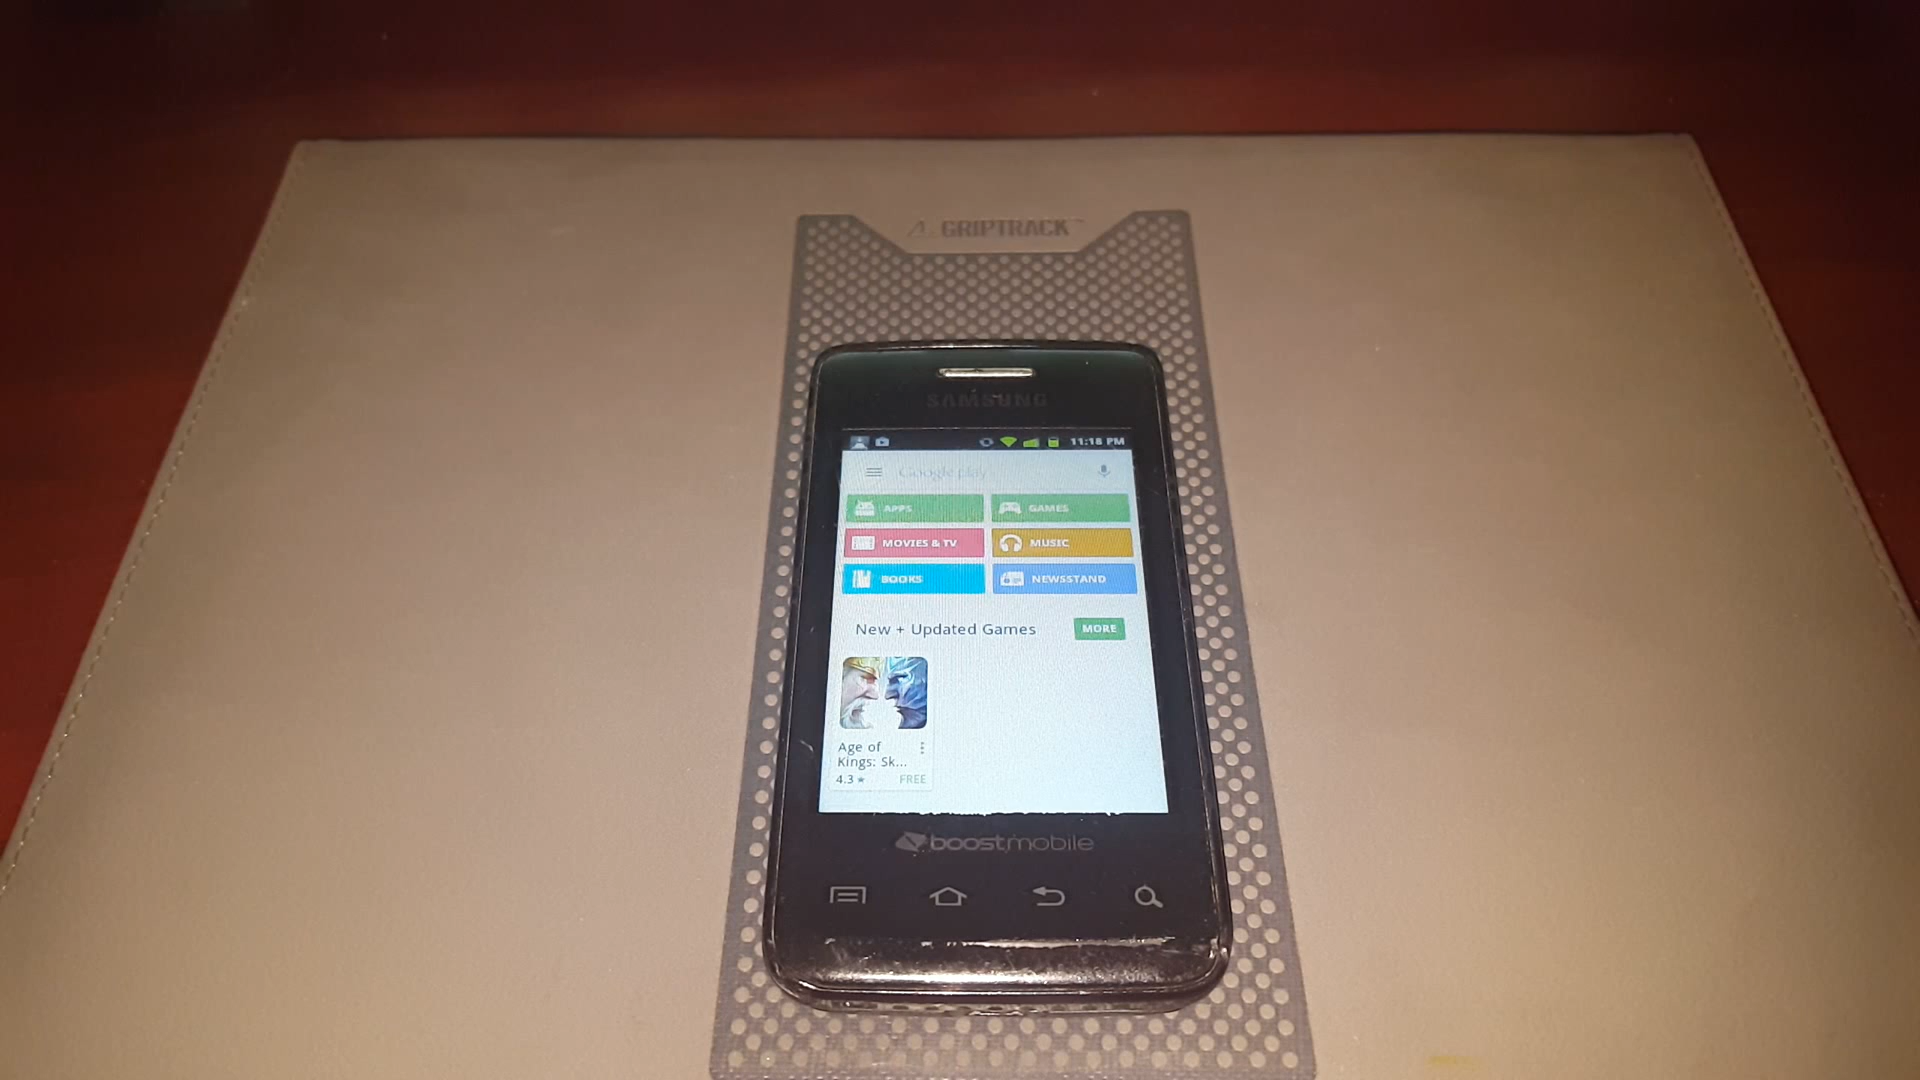 GRIPTRACK™
SAMSUNG
11:18 PM
Google play
APPS
GAMES
MOVIES & TV
MUSIC
BOOKS
NEWSSTAND
New + Updated Games
MORE
Age of
Kings: Sk...
4.3★ FREE
boostmobile